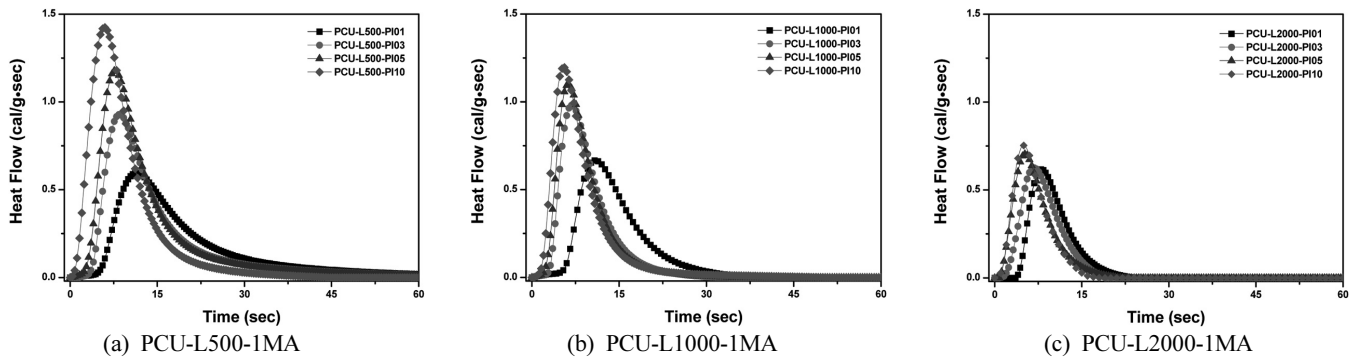 1.5
1.0
0.5
0.0
Heat Flow (cal/g•sec)
PCU-L500-PI01
PCU-L500-PI03
PCU-L500-PI05
PCU-L500-PI10
0 15 30 45 60
Time (sec)
(a) PCU-L500-1MA
1.5
1.0
0.5
0.0
Heat Flow (cal/g•sec)
PCU-L1000-PI01
PCU-L1000-PI03
PCU-L1000-PI05
PCU-L1000-PI10
0 15 30 45 60
Time (sec)
(b) PCU-L1000-1MA
1.5
1.0
0.5
0.0
Heat Flow (cal/g•sec)
PCU-L2000-PI01
PCU-L2000-PI03
PCU-L2000-PI05
PCU-L2000-PI10
0 15 30 45 60
Time (sec)
(c) PCU-L2000-1MA